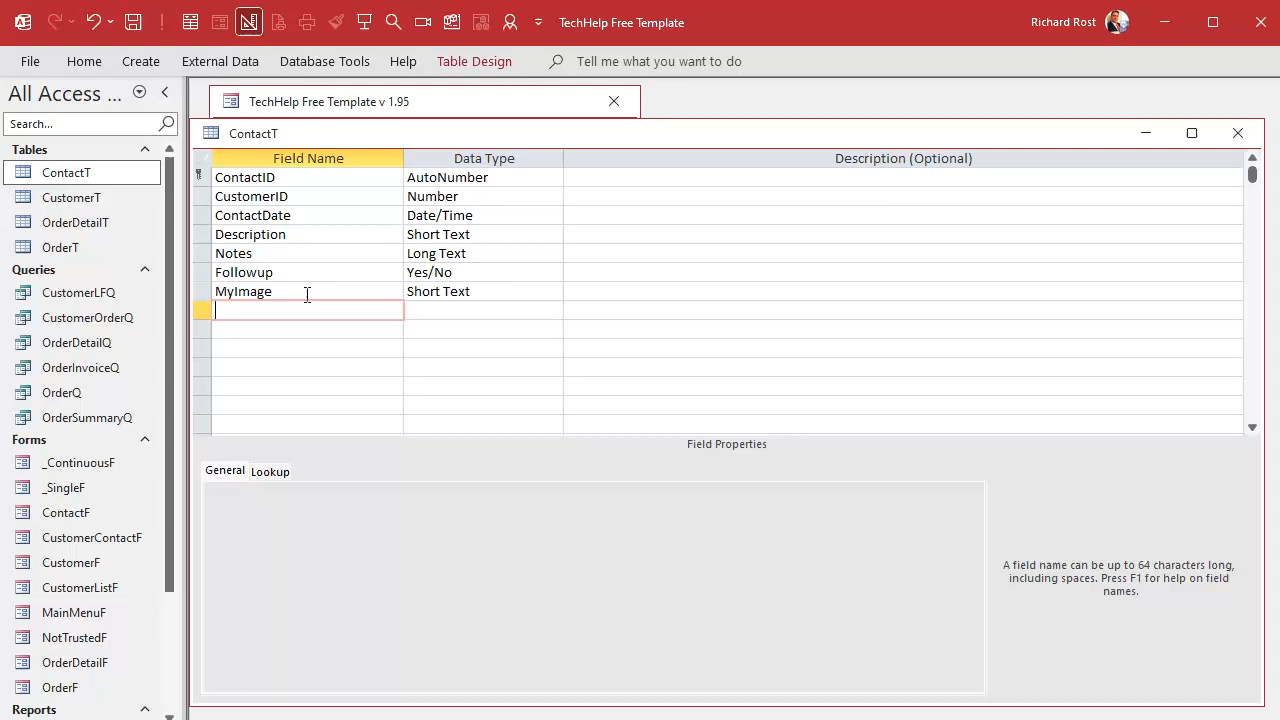 TechHelp Free Template
Richard Rost
File Home Create External Data Database Tools Help Table Design Tell me what you want to do
All Access ...
Search...
Tables
ContactT
CustomerT
OrderDetailT
OrderT
Queries
CustomerLFQ
CustomerOrderQ
OrderDetailQ
OrderInvoiceQ
OrderQ
OrderSummaryQ
Forms
_ContinuousF
_SingleF
ContactF
CustomerContactF
CustomerF
CustomerListF
MainMenuF
NotTrustedF
OrderDetailF
OrderF
Reports
TechHelp Free Template v 1.95
ContactT
Field Name Data Type Description (Optional)
ContactID AutoNumber
CustomerID Number
ContactDate Date/Time
Description Short Text
Notes Long Text
Followup Yes/No
MyImage Short Text
Field Properties
General Lookup
A field name can be up to 64 characters long,
including spaces. Press F1 for help on field
names.